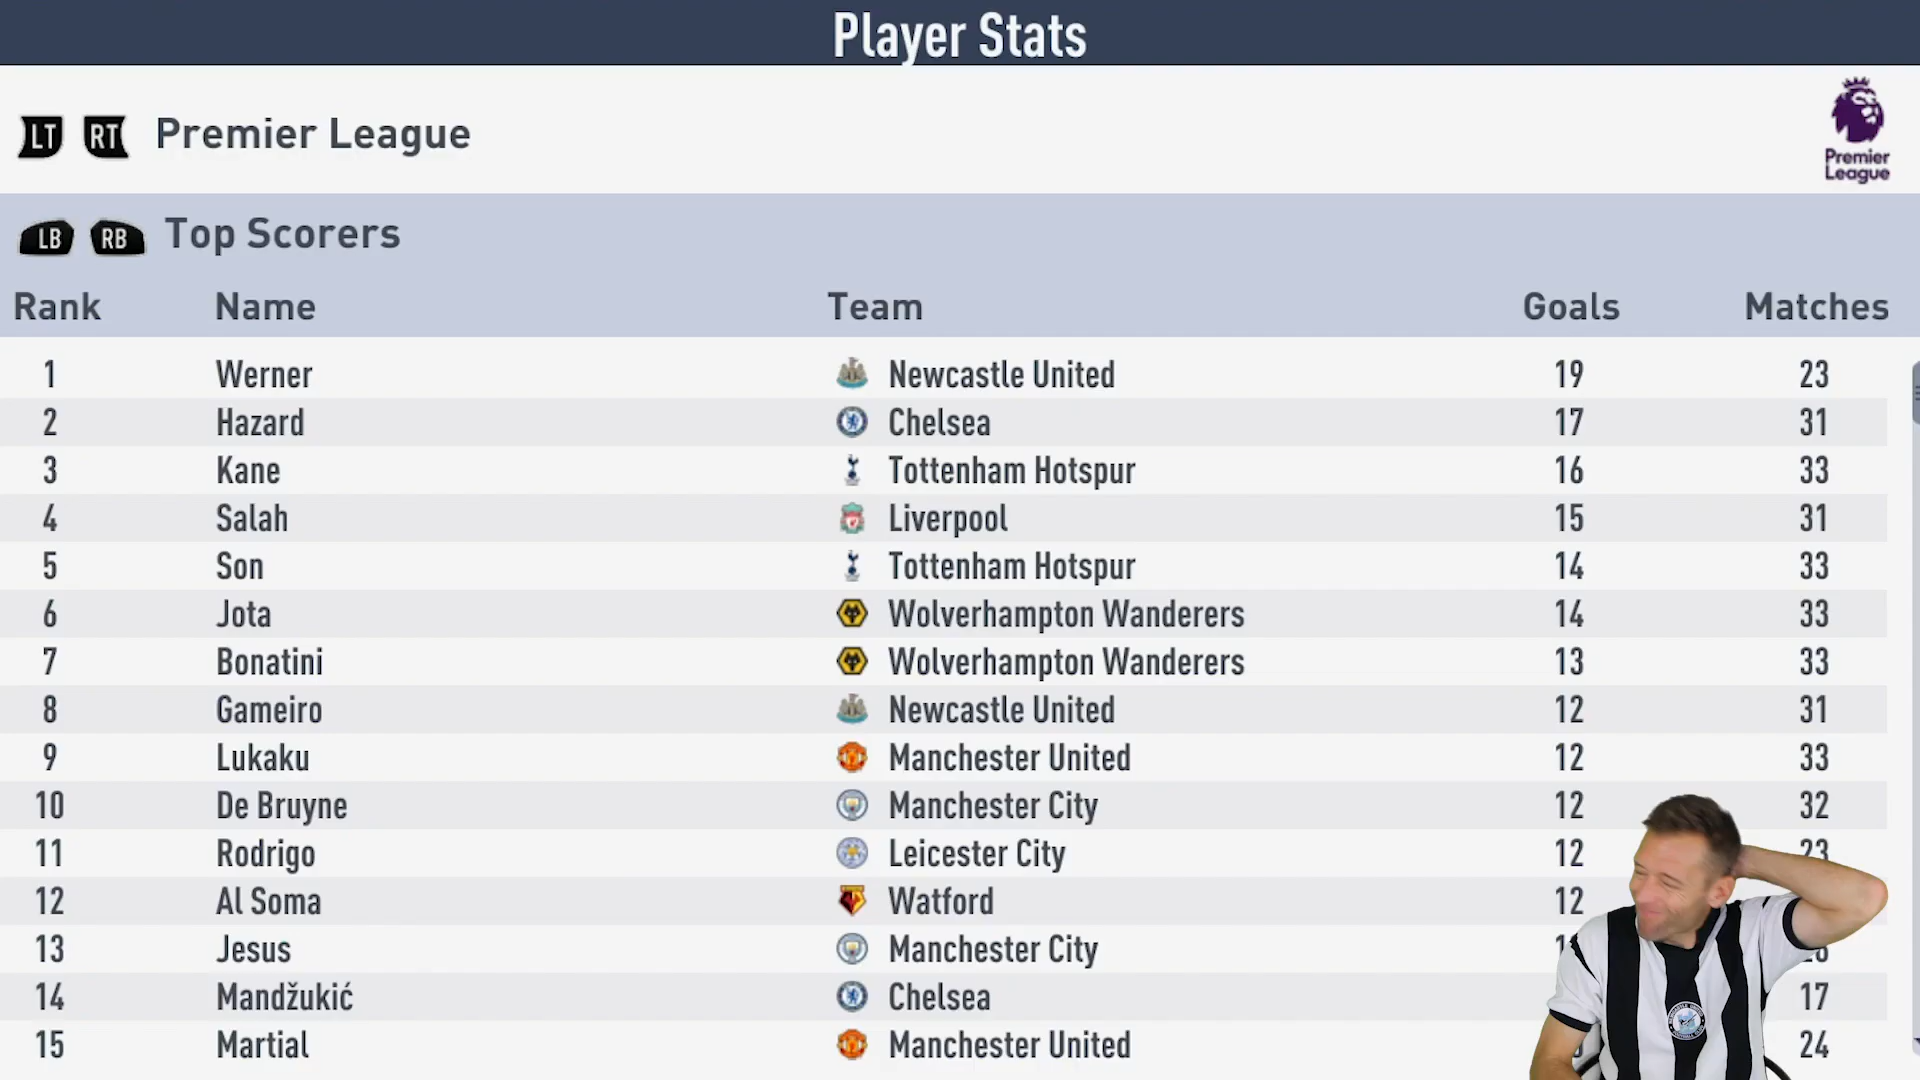 Player Stats
LT RT Premier League
Premier League
LB RB Top Scorers
Rank Name Team Goals Matches
1 Werner Newcastle United 19 23
2 Hazard Chelsea 17 31
3 Kane Tottenham Hotspur 16 33
4 Salah Liverpool 15 31
5 Son Tottenham Hotspur 14 33
6 Jota Wolverhampton Wanderers 14 33
7 Bonatini Wolverhampton Wanderers 13 33
8 Gameiro Newcastle United 12 31
9 Lukaku Manchester United 12 33
10 De Bruyne Manchester City 12 32
11 Rodrigo Leicester City 12 23
12 Al Soma Watford 12
13 Jesus Manchester City
14 Mandžukić Chelsea 17
15 Martial Manchester United 24